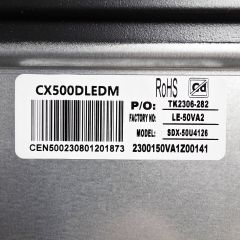 CX500DLEDM
CEN500230801201873
RoHS
P/O: TK2306-282
FACTORY NO: LE-50VA2
MODEL: SDX-50U4126
2300150VA1Z00141